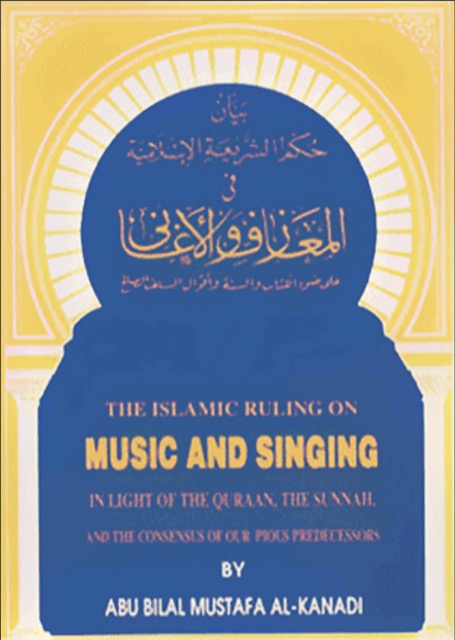 بيان
حكم الشريعة الإسلامية
في
المعازف والأغاني
على ضوء الكتاب والسنة وأقوال السلف الصالح
THE ISLAMIC RULING ON
MUSIC AND SINGING
IN LIGHT OF THE QURAAN, THE SUNNAH,
AND THE CONSENSUS OF OUR PIOUS PREDECESSORS
BY
ABU BILAL MUSTAFA AL-KANADI